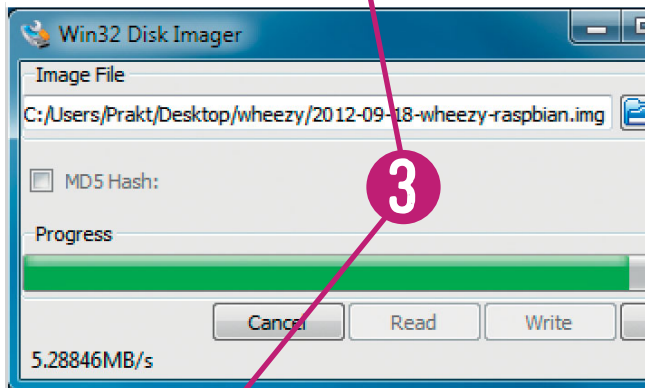 Win32 Disk Imager
Image File
C:/Users/Prakt/Desktop/wheezy/2012-09-18-wheezy-raspbian.img
3
MD5 Hash:
Progress
Cancel Read Write
5.28846MB/s